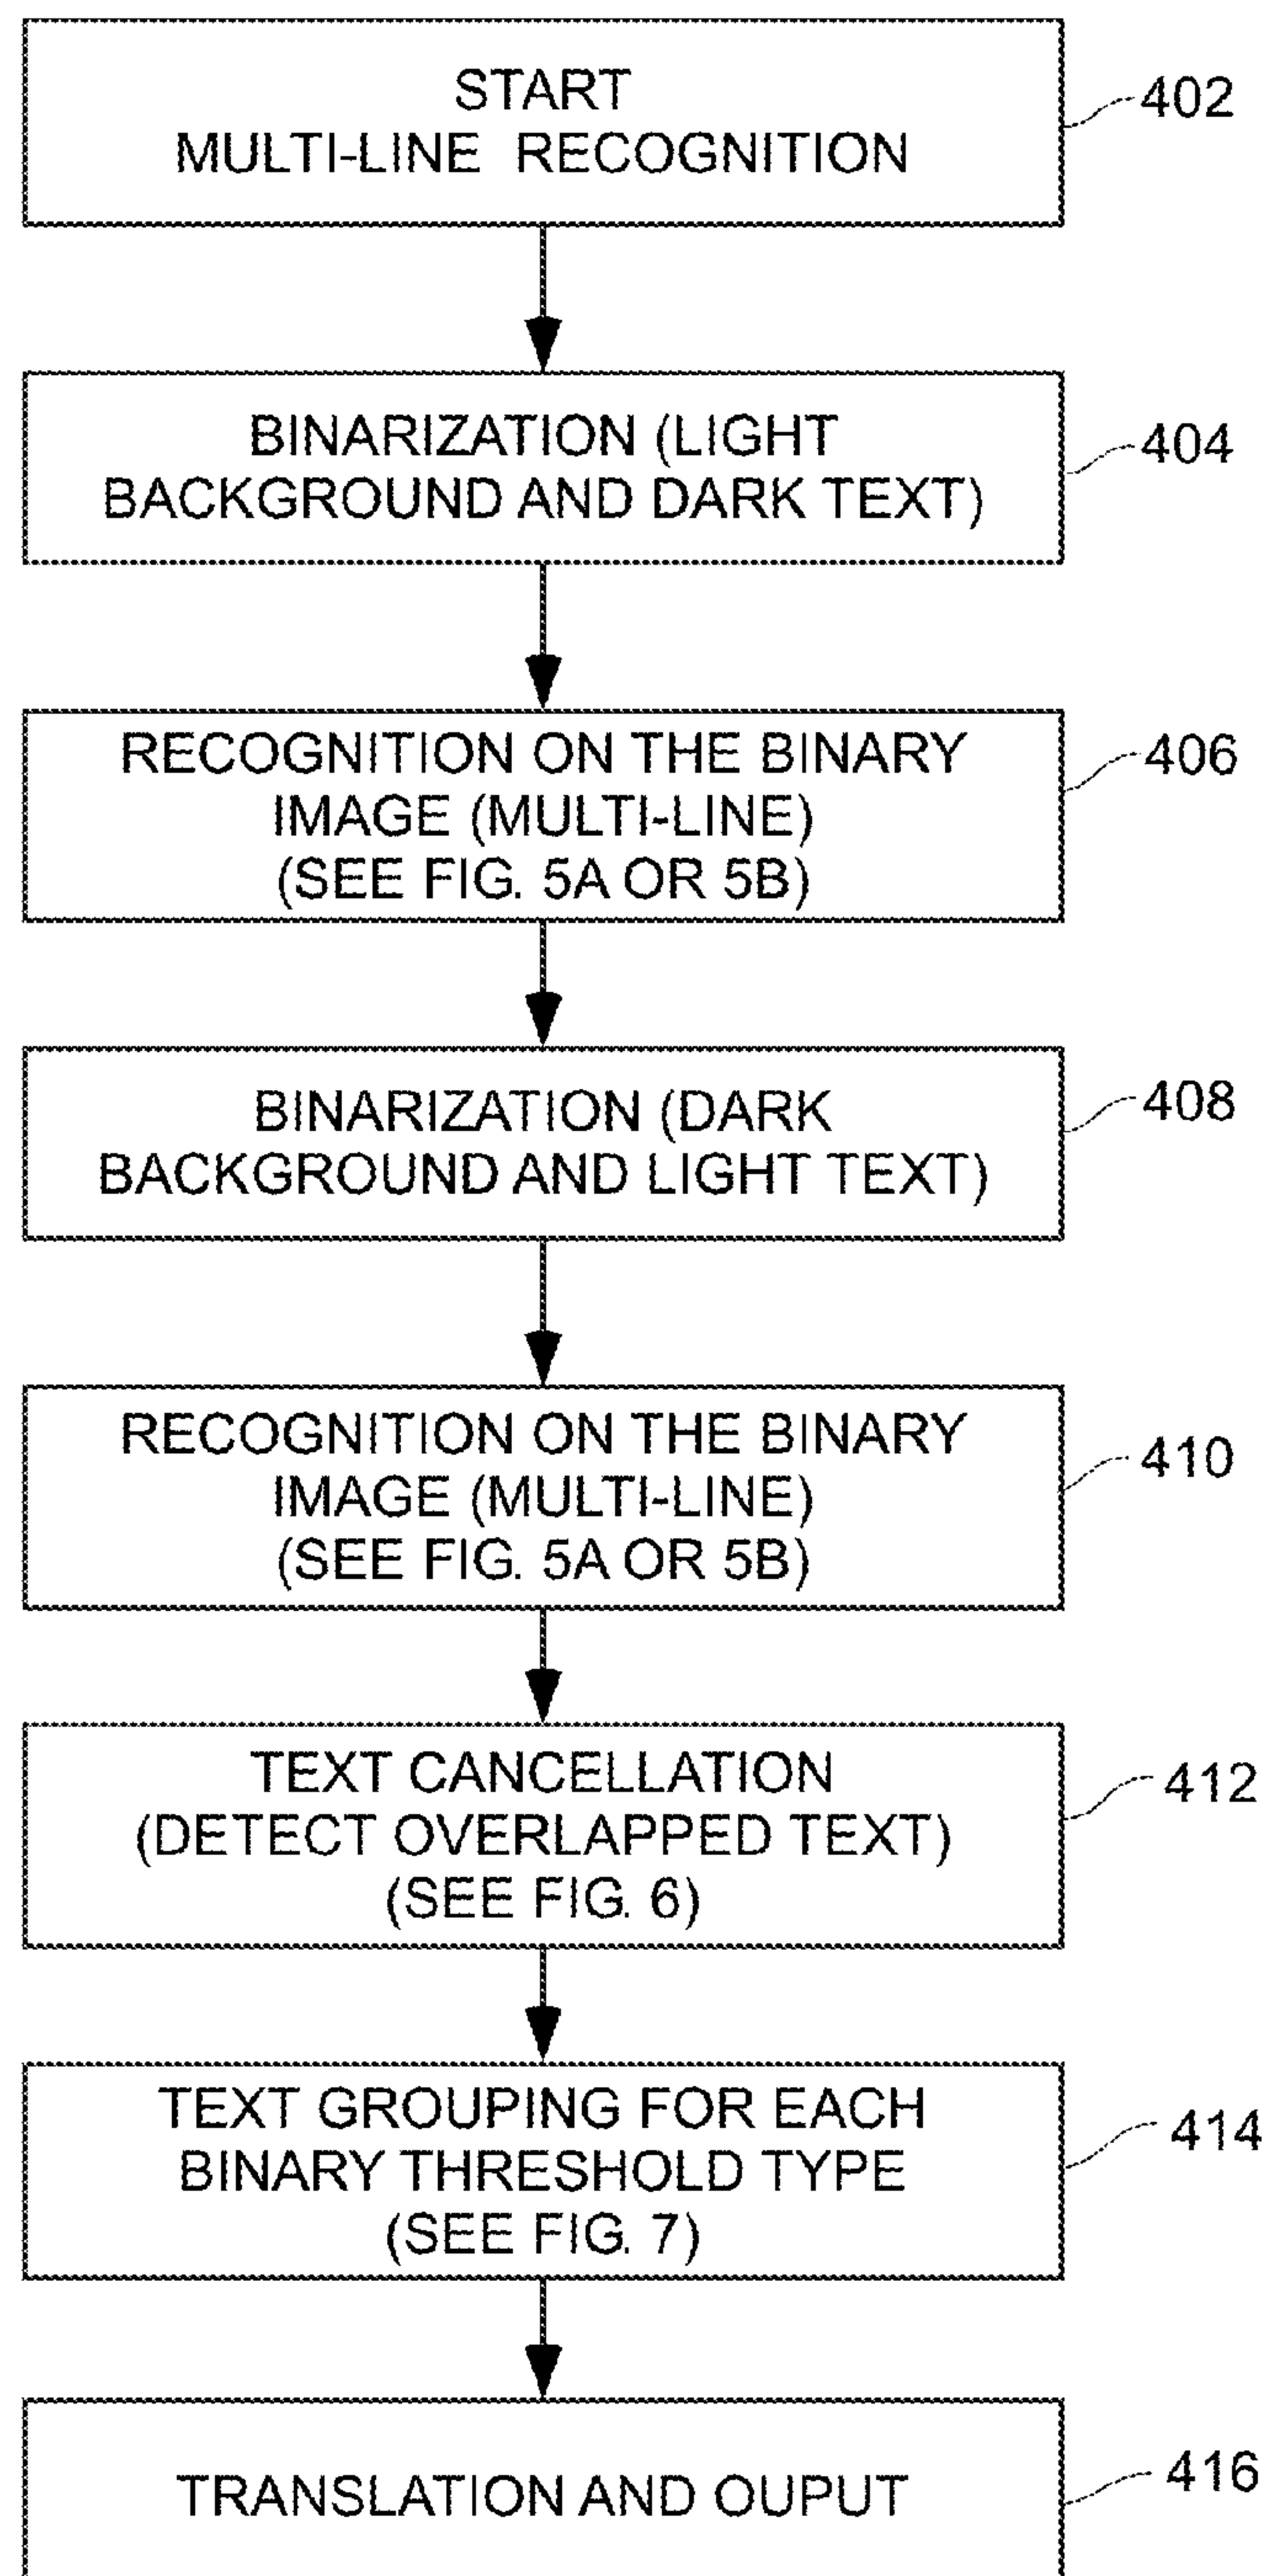 START
MULTI-LINE RECOGNITION
402
BINARIZATION (LIGHT
BACKGROUND AND DARK TEXT)
404
RECOGNITION ON THE BINARY
IMAGE (MULTI-LINE)
(SEE FIG. 5A OR 5B)
406
BINARIZATION (DARK
BACKGROUND AND LIGHT TEXT)
408
RECOGNITION ON THE BINARY
IMAGE (MULTI-LINE)
(SEE FIG. 5A OR 5B)
410
TEXT CANCELLATION
(DETECT OVERLAPPED TEXT)
(SEE FIG. 6)
412
TEXT GROUPING FOR EACH
BINARY THRESHOLD TYPE
(SEE FIG. 7)
414
TRANSLATION AND OUPUT
416